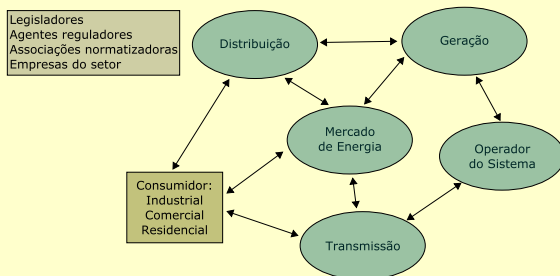 Legisladores
Agentes reguladores
Associações normatizadoras
Empresas do setor
Distribuição
Geração
Mercado
de Energia
Operador
do Sistema
Consumidor:
Industrial
Comercial
Residencial
Transmissão